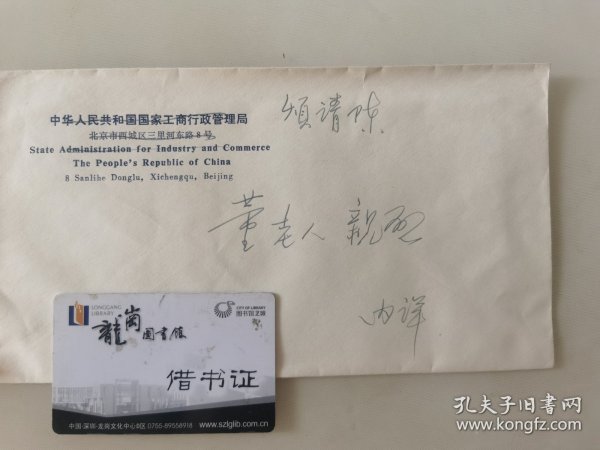 中华人民共和国国家工商行政管理局
北京市西城区三里河东路8号
State Administration for Industry and Commerce
The People's Republic of China
8 Sanlihe Donglu, Xichengqu, Beijing
烦请陈
董老人 亲啟
内详
LONGGANG
LIBRARY
龍崗圖書館
CITY OF LIBRARY
图书馆之城
借书证
中国·深圳·龙岗文化中心B区 0755-89558918 www.szlglib.com.cn
孔夫子旧书网
www.kongfz.com